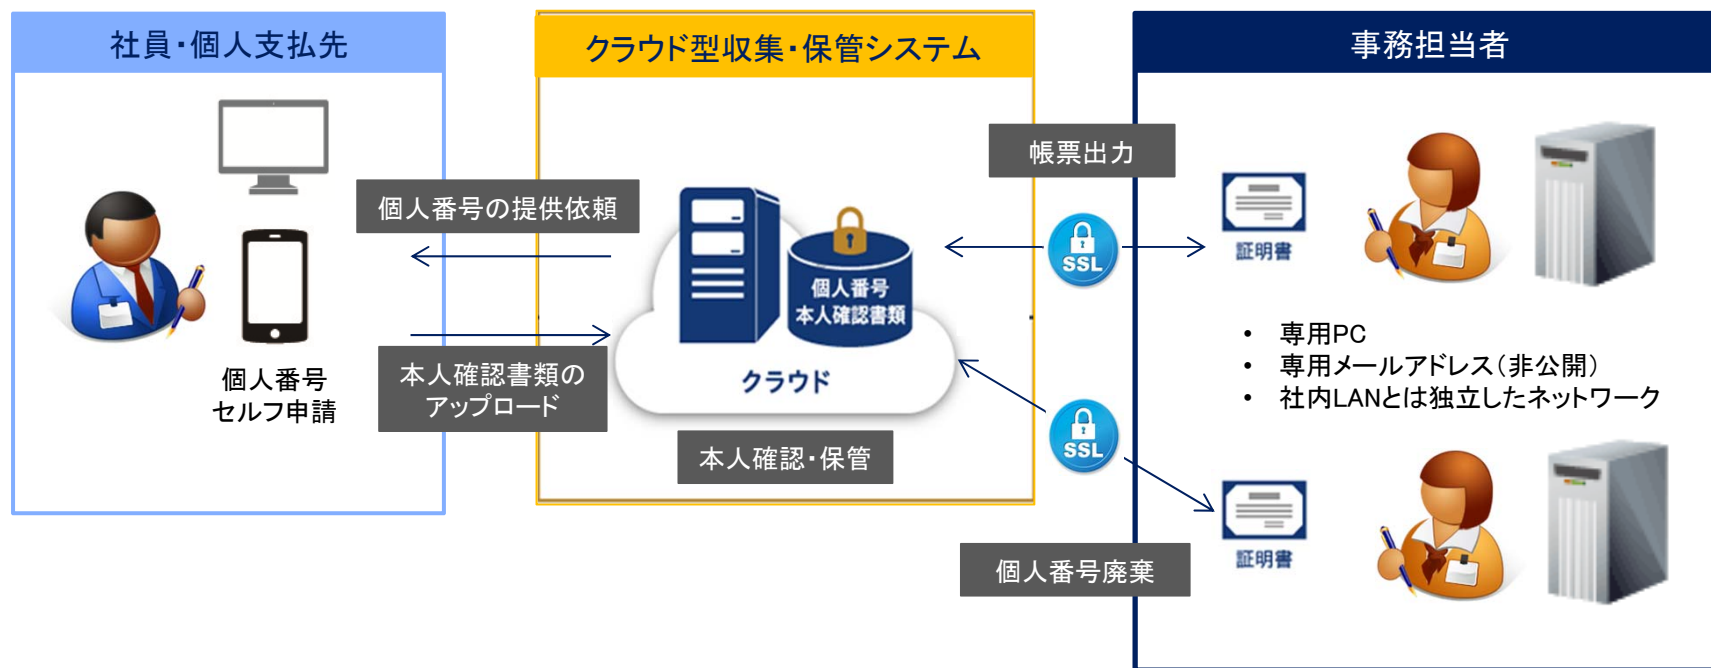 社員・個人支払先
クラウド型収集・保管システム
事務担当者
個人番号の提供依頼
本人確認書類の
アップロード
個人番号
セルフ申請
個人番号
本人確認書類
クラウド
本人確認・保管
帳票出力
SSL
証明書
• 専用PC
• 専用メールアドレス（非公開）
• 社内LANとは独立したネットワーク
SSL
証明書
個人番号廃棄